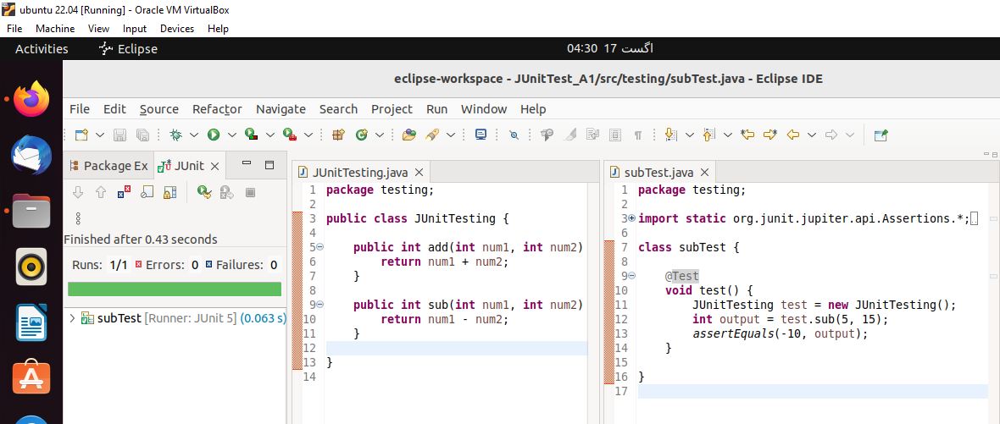 ubuntu 22.04 [Running] - Oracle VM VirtualBox
File Machine View Input Devices Help
Activities Eclipse 04:30 17 اگست
eclipse-workspace - JUnitTest_A1/src/testing/subTest.java - Eclipse IDE
File Edit Source Refactor Navigate Search Project Run Window Help
Package Ex JUnit
Finished after 0.43 seconds
Runs: 1/1 Errors: 0 Failures: 0
subTest [Runner: JUnit 5] (0.063 s)
JUnitTesting.java
1 package testing;
2
3 public class JUnitTesting {
4
5 public int add(int num1, int num2)
6 return num1 + num2;
7 }
8
9 public int sub(int num1, int num2)
10 return num1 - num2;
11 }
12
13 }
14
subTest.java
1 package testing;
2
3 import static org.junit.jupiter.api.Assertions.*;
6
7 class subTest {
8
9 @Test
10 void test() {
11 JUnitTesting test = new JUnitTesting();
12 int output = test.sub(5, 15);
13 assertEquals(-10, output);
14 }
15
16 }
17